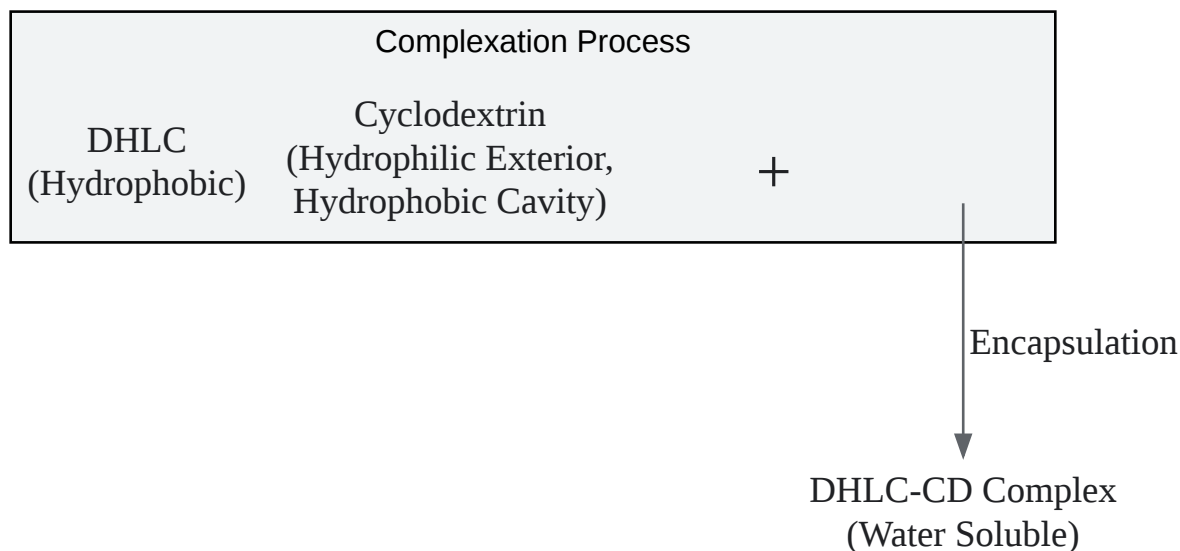 Complexation Process
DHLC
(Hydrophobic)
Cyclodextrin
(Hydrophilic Exterior,
Hydrophobic Cavity)
+
Encapsulation
DHLC-CD Complex
(Water Soluble)